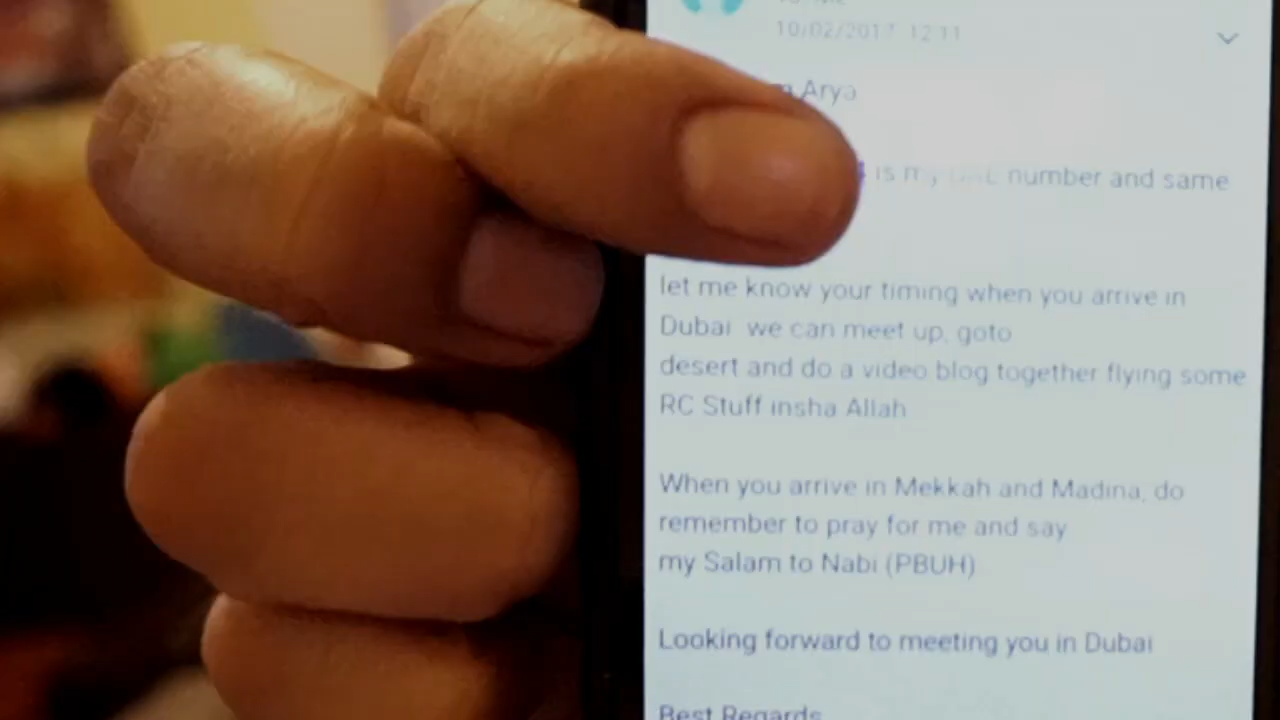 10/02/2017 12:11
Arya
is my UAE number and same
let me know your timing when you arrive in
Dubai we can meet up, goto
desert and do a video blog together flying some
RC Stuff insha Allah
When you arrive in Mekkah and Madina, do
remember to pray for me and say
my Salam to Nabi (PBUH)
Looking forward to meeting you in Dubai
Best Regards